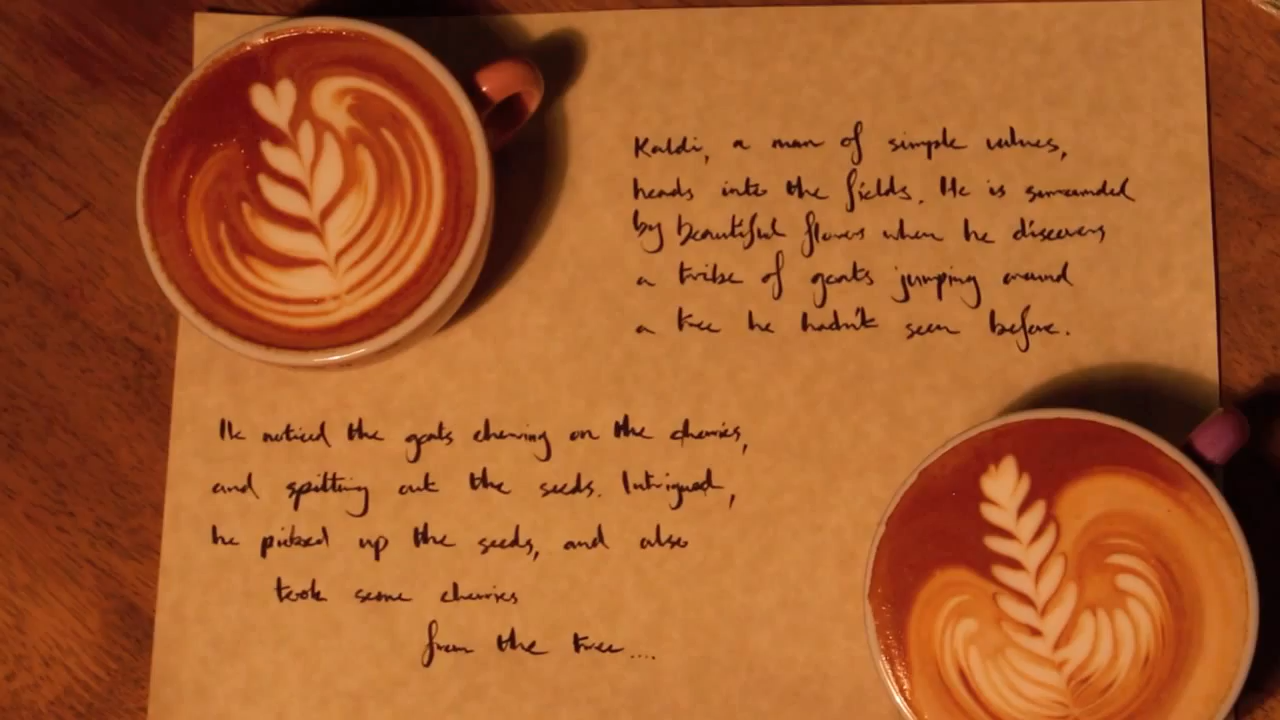 Kaldi, a man of simple values,
heads into the fields. He is surrounded
by beautiful flowers when he discovers
a tribe of goats jumping around
a tree he hadn't seen before.
He noticed the goats chewing on the cherries,
and spitting out the seeds. Intrigued,
he picked up the seeds, and also
took some cherries
from the tree....